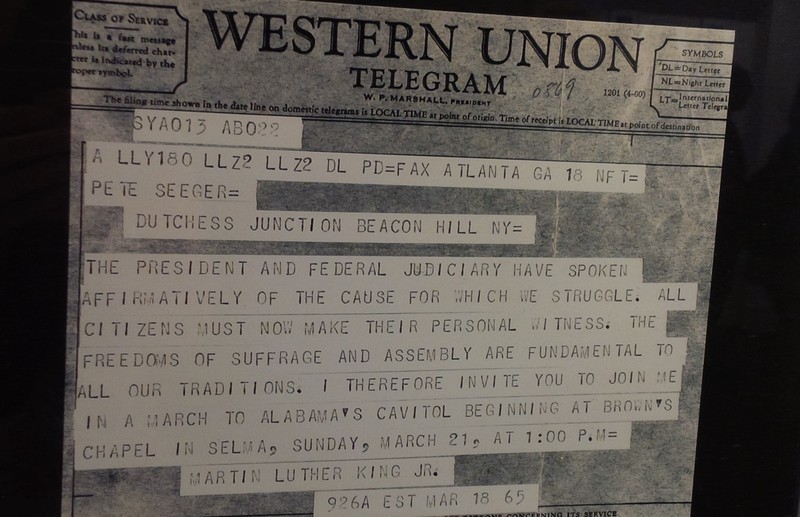 CLASS OF SERVICE
This is a fast message
unless its deferred char-
acter is indicated by the
proper symbol.
WESTERN UNION
TELEGRAM
W. P. MARSHALL, PRESIDENT
0869
1201 (4-60)
SYMBOLS
DL=Day Letter
NL=Night Letter
LT=International Letter Telegram
The filing time shown in the date line on domestic telegrams is LOCAL TIME at point of origin. Time of receipt is LOCAL TIME at point of destination
SYA013 AB022
A LLY180 LLZ2 LLZ2 DL PD=FAX ATLANTA GA 18 NFT=
PETE SEEGER=
DUTCHESS JUNCTION BEACON HILL NY=
THE PRESIDENT AND FEDERAL JUDICIARY HAVE SPOKEN
AFFIRMATIVELY OF THE CAUSE FOR WHICH WE STRUGGLE. ALL
CITIZENS MUST NOW MAKE THEIR PERSONAL WITNESS. THE
FREEDOMS OF SUFFRAGE AND ASSEMBLY ARE FUNDAMENTAL TO
ALL OUR TRADITIONS. I THEREFORE INVITE YOU TO JOIN ME
IN A MARCH TO ALABAMA'S CAVITOL BEGINNING AT BROWN'S
CHAPEL IN SELMA, SUNDAY, MARCH 21, AT 1:00 P.M=
MARTIN LUTHER KING JR.
926A EST MAR 18 65
CONCERNING ITS SERVICE